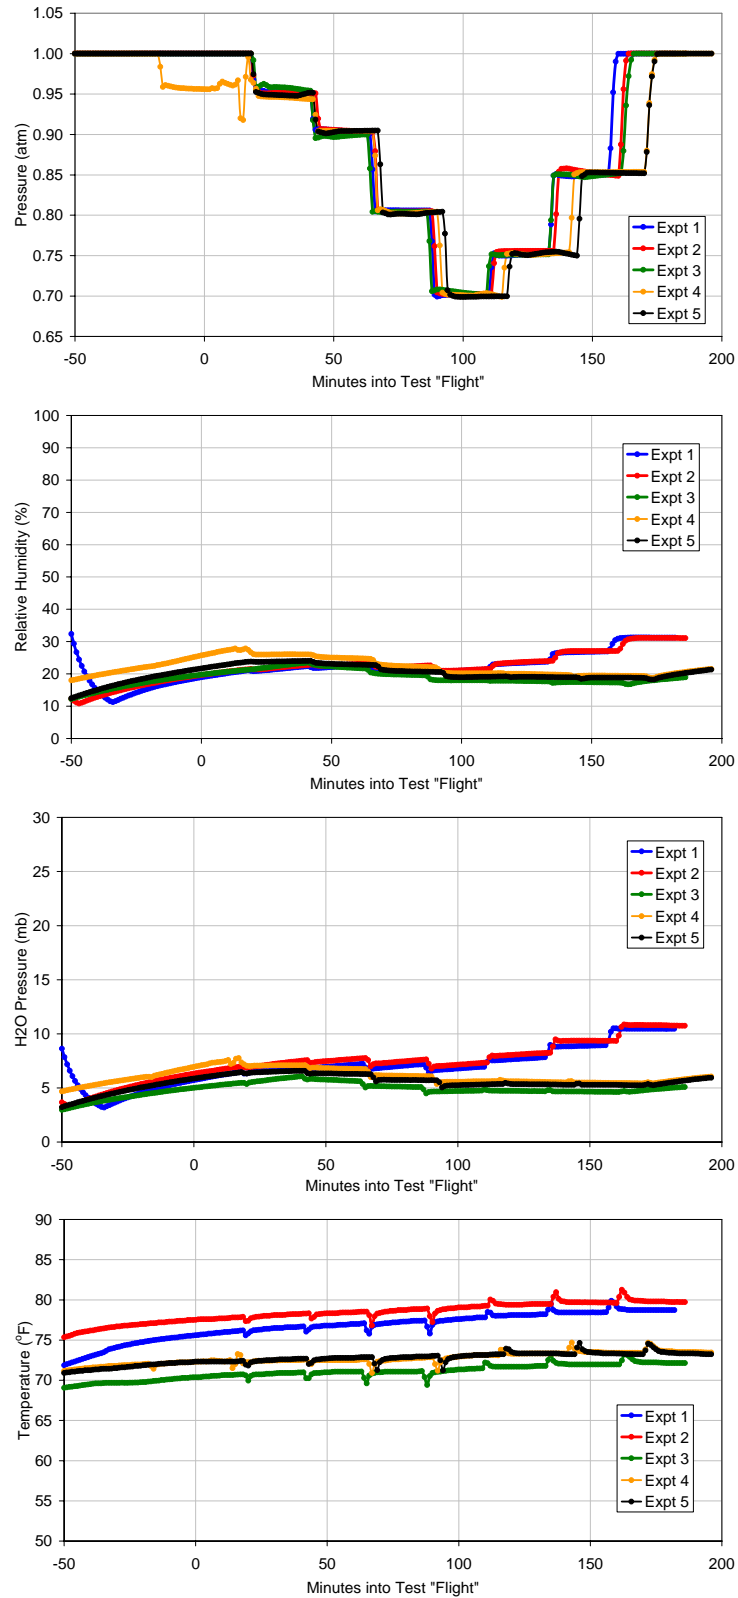 1.05
1.00
0.95
0.90
0.85
0.80
0.75
0.70
0.65
Pressure (atm)
Expt 1
Expt 2
Expt 3
Expt 4
Expt 5
-50 0 50 100 150 200
Minutes into Test "Flight"
100
90
80
70
60
50
40
30
20
10
0
Relative Humidity (%)
Expt 1
Expt 2
Expt 3
Expt 4
Expt 5
-50 0 50 100 150 200
Minutes into Test "Flight"
30
25
20
15
10
5
0
H2O Pressure (mb)
Expt 1
Expt 2
Expt 3
Expt 4
Expt 5
-50 0 50 100 150 200
Minutes into Test "Flight"
90
85
80
75
70
65
60
55
50
Temperature (°F)
Expt 1
Expt 2
Expt 3
Expt 4
Expt 5
-50 0 50 100 150 200
Minutes into Test "Flight"